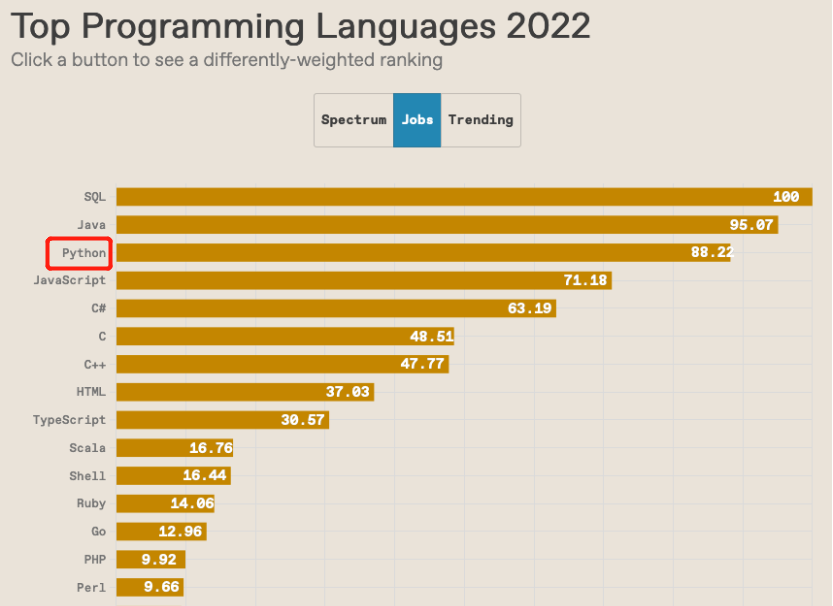 Top Programming Languages 2022
Click a button to see a differently-weighted ranking
Spectrum Jobs Trending
SQL 100
Java 95.07
Python 88.22
JavaScript 71.18
C# 63.19
C 48.51
C++ 47.77
HTML 37.03
TypeScript 30.57
Scala 16.76
Shell 16.44
Ruby 14.06
Go 12.96
PHP 9.92
Perl 9.66